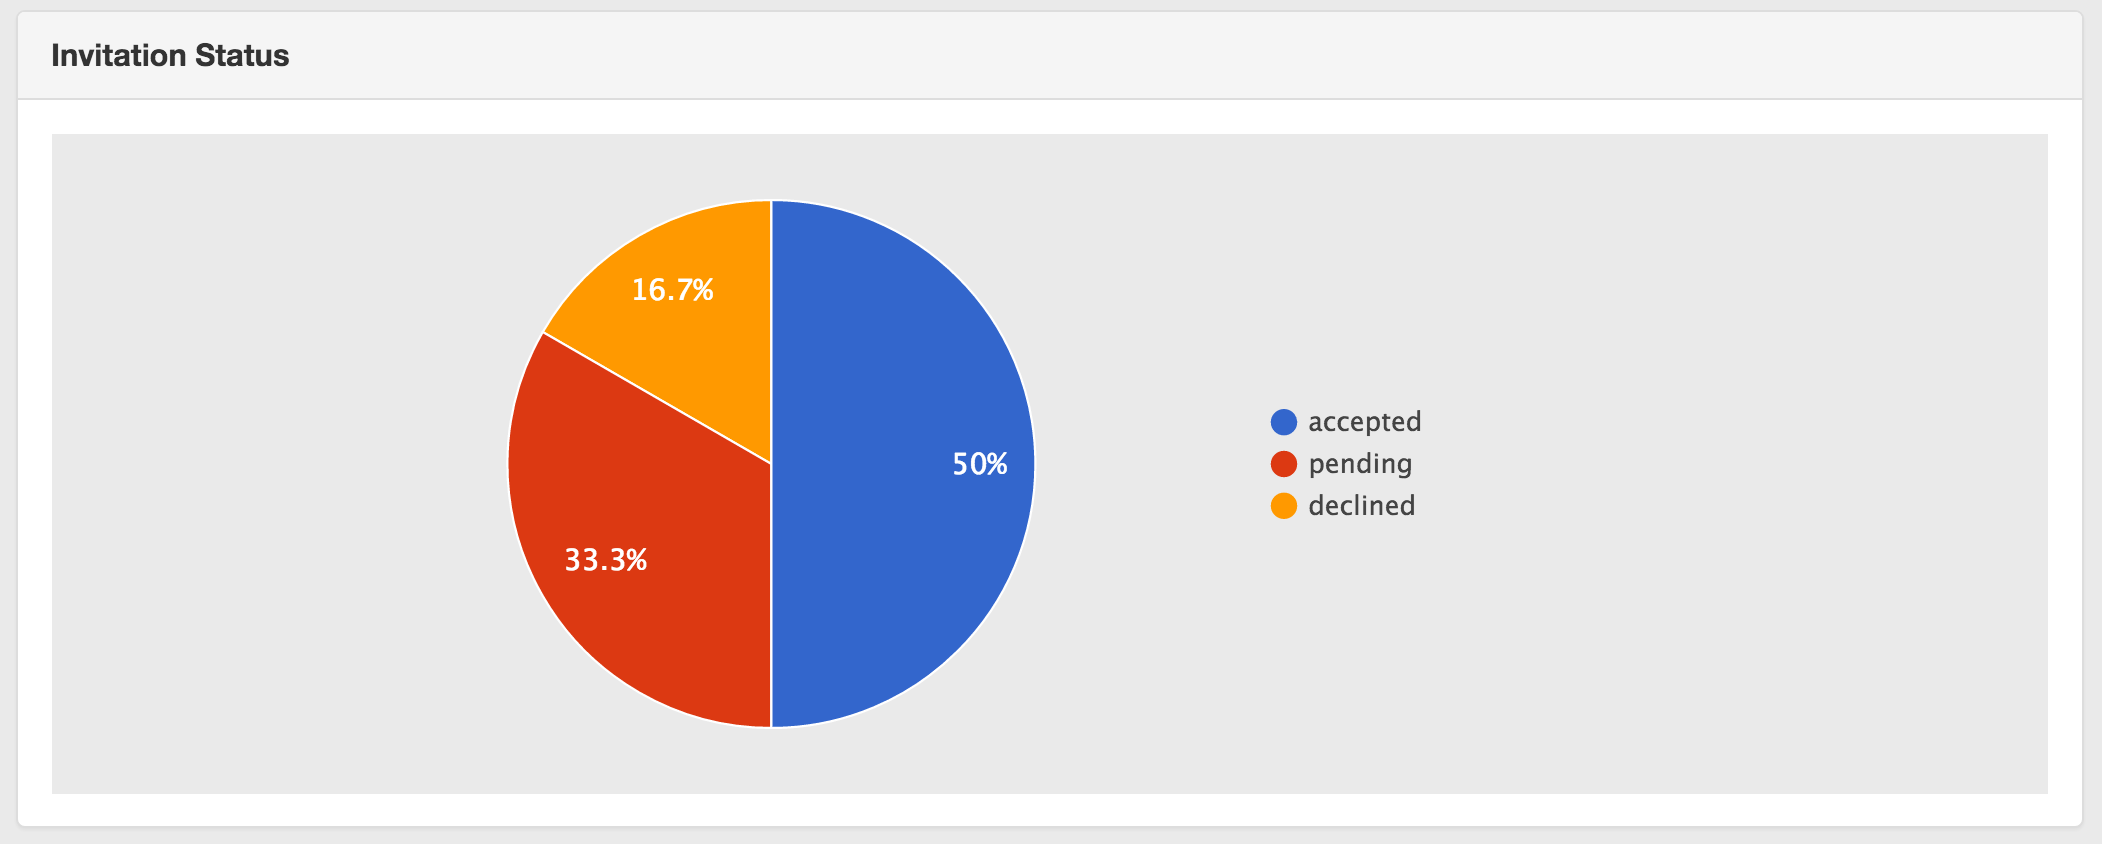 Invitation Status
16.7%
50%
33.3%
accepted
pending
declined